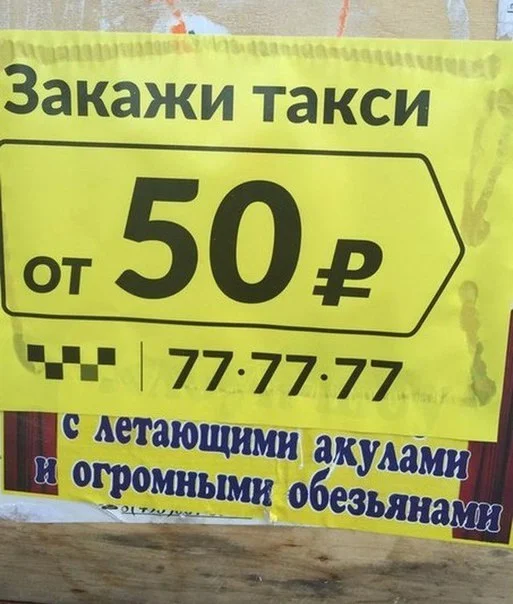 Закажи такси
от 50 ₽
77·77·77
с летающими акулами
и огромными обезьянами